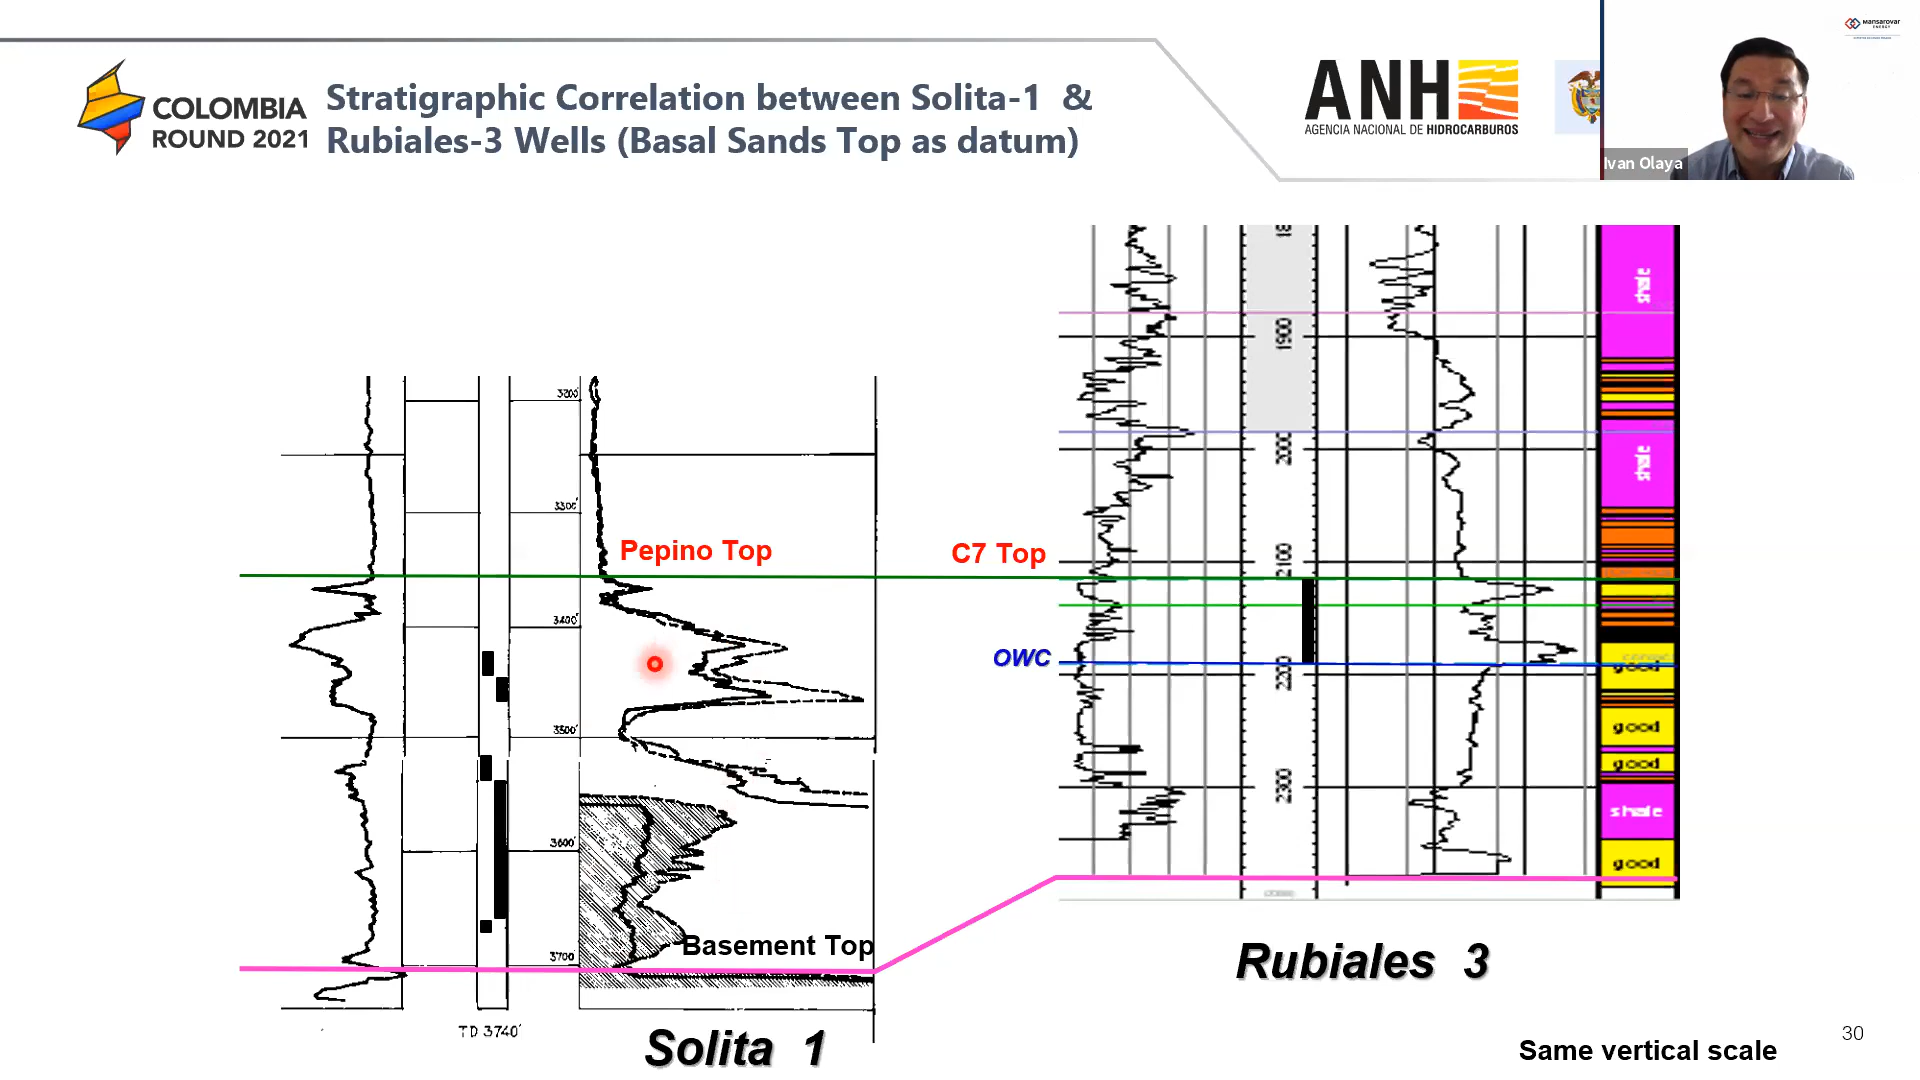 COLOMBIA
ROUND 2021
Stratigraphic Correlation between Solita-1 &
Rubiales-3 Wells (Basal Sands Top as datum)
ANH
AGENCIA NACIONAL DE HIDROCARBUROS
MANSAROVAR
ENERGY
Ivan Olaya
3200'
3300'
Pepino Top
3400'
3500'
3600'
3700'
Basement Top
TD 3740'
Solita 1
C7 Top
OWC
1900
2000
2100
2200
2300
shale
shale
good
good
good
shale
good
Rubiales 3
Same vertical scale
30